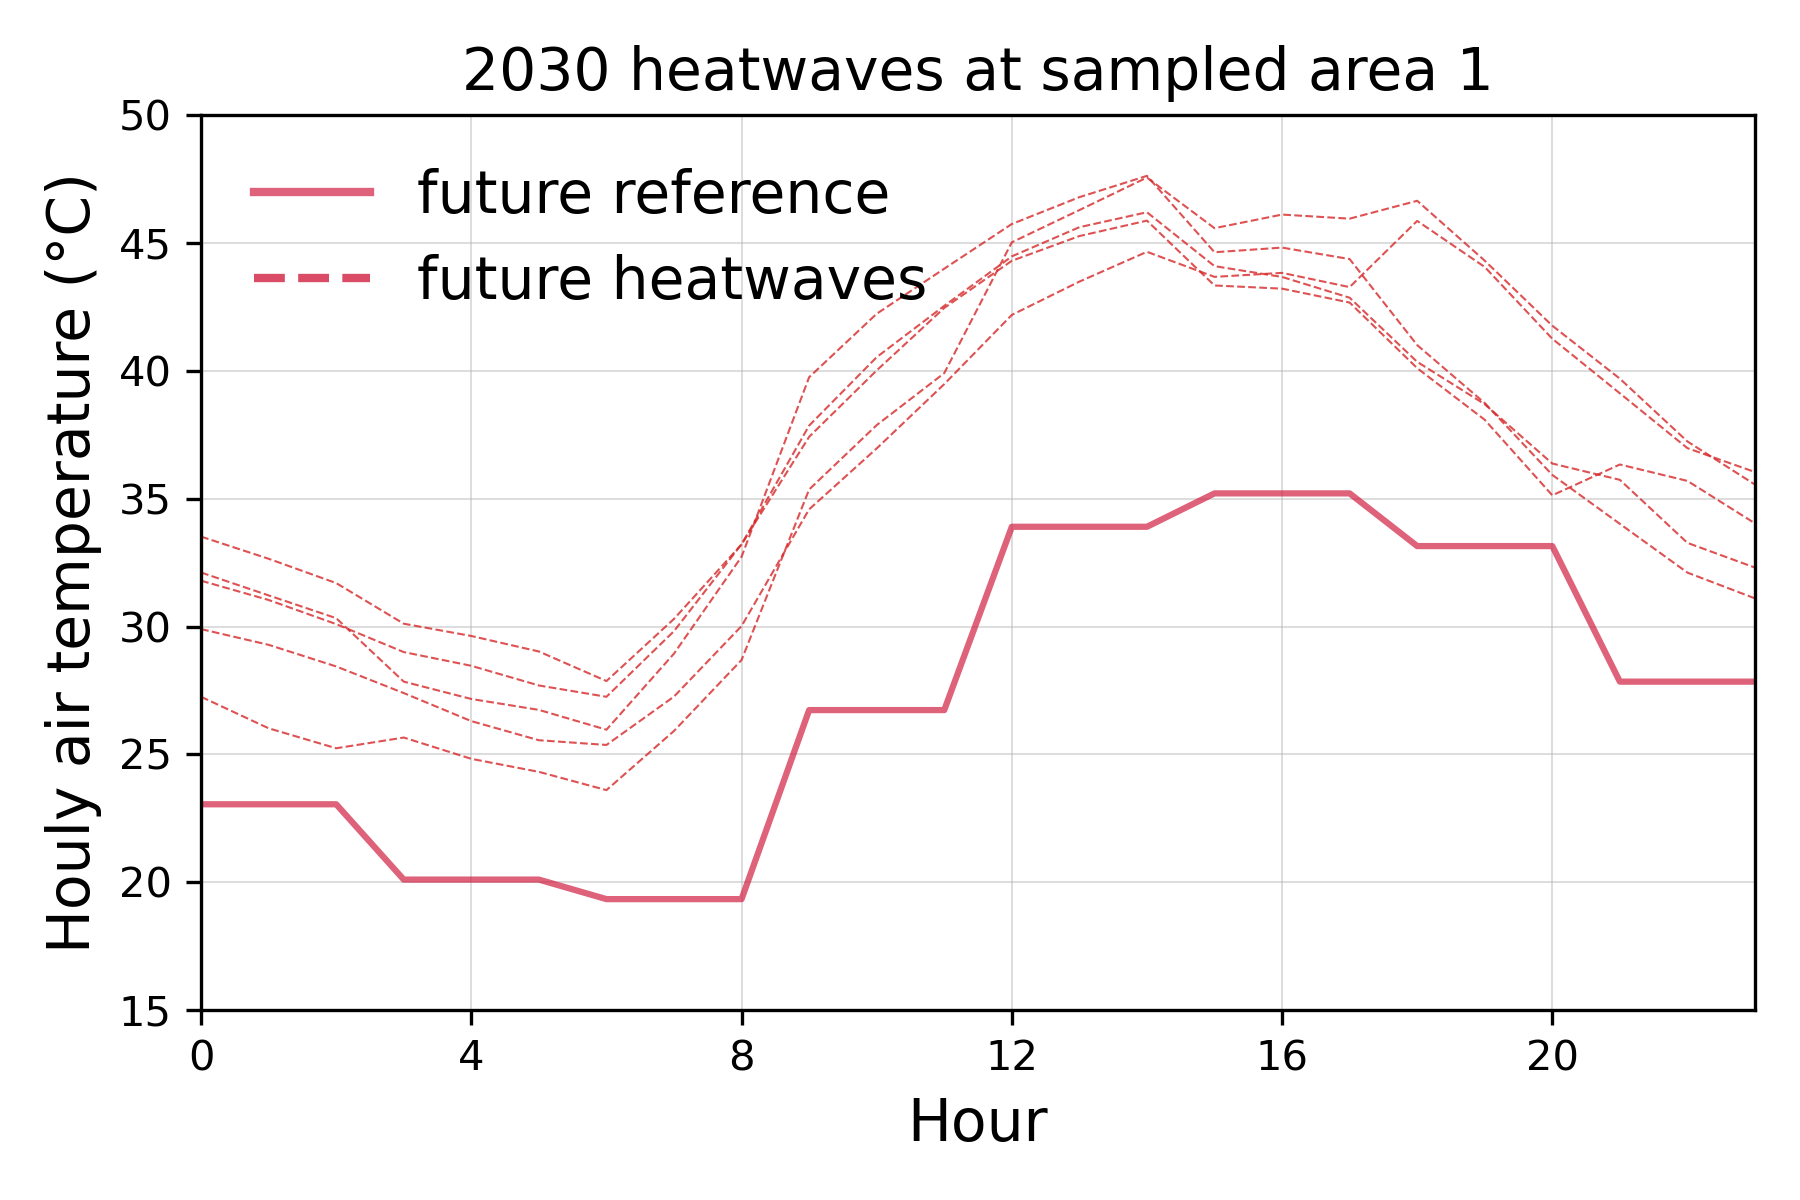 2030 heatwaves at sampled area 1
future reference
future heatwaves
Houly air temperature (°C)
50
45
40
35
30
25
20
15
0 4 8 12 16 20
Hour